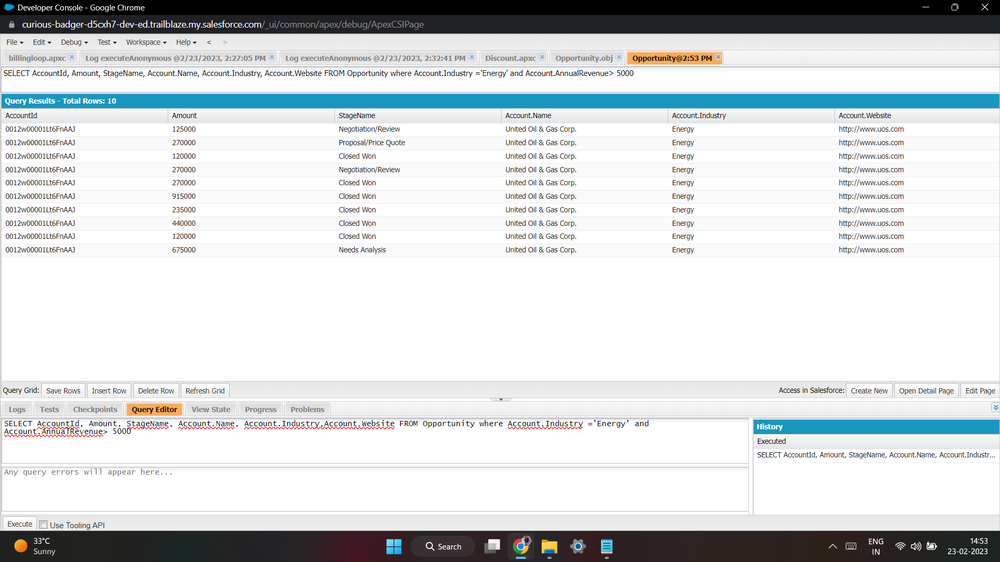 Developer Console - Google Chrome
curious-badger-d5cxh7-dev-ed.trailblaze.my.salesforce.com/_ui/common/apex/debug/ApexCSIPage
File Edit Debug Test Workspace Help < >
billingloop.apxc Log executeAnonymous @2/23/2023, 2:27:05 PM Log executeAnonymous @2/23/2023, 2:32:41 PM Discount.apxc Opportunity.obj Opportunity@2:53 PM
SELECT AccountId, Amount, StageName, Account.Name, Account.Industry, Account.Website FROM Opportunity where Account.Industry ='Energy' and Account.AnnualRevenue> 5000
Query Results - Total Rows: 10
AccountId Amount StageName Account.Name Account.Industry Account.Website
0012w00001Lt6FnAAJ 125000 Negotiation/Review United Oil & Gas Corp. Energy http://www.uos.com
0012w00001Lt6FnAAJ 270000 Proposal/Price Quote United Oil & Gas Corp. Energy http://www.uos.com
0012w00001Lt6FnAAJ 120000 Closed Won United Oil & Gas Corp. Energy http://www.uos.com
0012w00001Lt6FnAAJ 270000 Negotiation/Review United Oil & Gas Corp. Energy http://www.uos.com
0012w00001Lt6FnAAJ 270000 Closed Won United Oil & Gas Corp. Energy http://www.uos.com
0012w00001Lt6FnAAJ 915000 Closed Won United Oil & Gas Corp. Energy http://www.uos.com
0012w00001Lt6FnAAJ 235000 Closed Won United Oil & Gas Corp. Energy http://www.uos.com
0012w00001Lt6FnAAJ 440000 Closed Won United Oil & Gas Corp. Energy http://www.uos.com
0012w00001Lt6FnAAJ 120000 Closed Won United Oil & Gas Corp. Energy http://www.uos.com
0012w00001Lt6FnAAJ 675000 Needs Analysis United Oil & Gas Corp. Energy http://www.uos.com
Query Grid: Save Rows Insert Row Delete Row Refresh Grid Access in Salesforce: Create New Open Detail Page Edit Page
Logs Tests Checkpoints Query Editor View State Progress Problems
SELECT AccountId, Amount, StageName, Account.Name, Account.Industry,Account.Website FROM Opportunity where Account.Industry ='Energy' and
Account.AnnualRevenue> 5000
Any query errors will appear here...
History
Executed
SELECT AccountId, Amount, StageName, Account.Name, Account.Industr...
Execute Use Tooling API
33°C
Sunny
Search
ENG
IN
14:53
23-02-2023